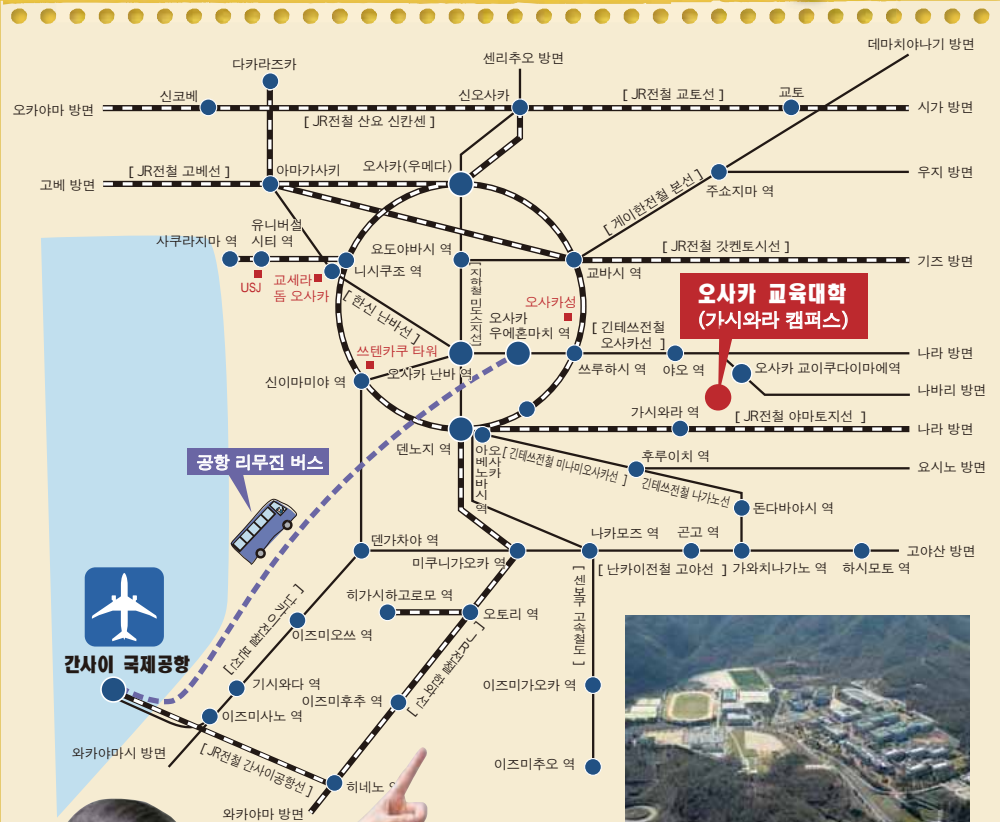 데마치야나기 방면
센리추오 방면
다카라즈카
신코베
신오사카
[ JR전철 교토선 ]
교토
오카야마 방면
시가 방면
[ JR전철 산요 신칸센 ]
[ JR전철 고베선 ]
아마가사키
오사카(우메다)
고베 방면
우지 방면
주쇼지마 역
[ 게이한전철 본선 ]
유니버설
시티 역
사쿠라지마 역
요도야바시 역
[ JR전철 갓켄토시선 ]
기즈 방면
니시쿠조 역
교바시 역
USJ
교세라
돔 오사카
[지하철 미도스지선]
오사카 교육대학
(가시와라 캠퍼스)
오사카성
[ 한신 난바선 ]
오사카
우에혼마치 역
[ 긴테쓰전철
오사카선 ]
쓰텐카쿠 타워
나라 방면
오사카 난바 역
쓰루하시 역
야오 역
오사카 교이쿠다이마에역
신이마미야 역
나바리 방면
가시와라 역
[ JR전철 야마토지선 ]
나라 방면
덴노지 역
아베노바시 역
오사카
[ 긴테쓰전철 미나미오사카선 ]
후루이치 역
요시노 방면
공항 리무진 버스
긴테쓰전철 나가노선
돈다바야시 역
덴가차야 역
나카모즈 역
곤고 역
고야산 방면
미쿠니가오카 역
[ 난카이전철 고야선 ]
가와치나가노 역
하시모토 역
[ 센보쿠 고속철도 ]
[ 난카이전철 본선 ]
히가시하고로모 역
오토리 역
이즈미오쓰 역
[ JR전철 한와선 ]
간사이 국제공항
기시와다 역
이즈미후추 역
이즈미가오카 역
이즈미사노 역
와카야마시 방면
[ JR전철 간사이공항선 ]
이즈미추오 역
히네노
와카야마 방면